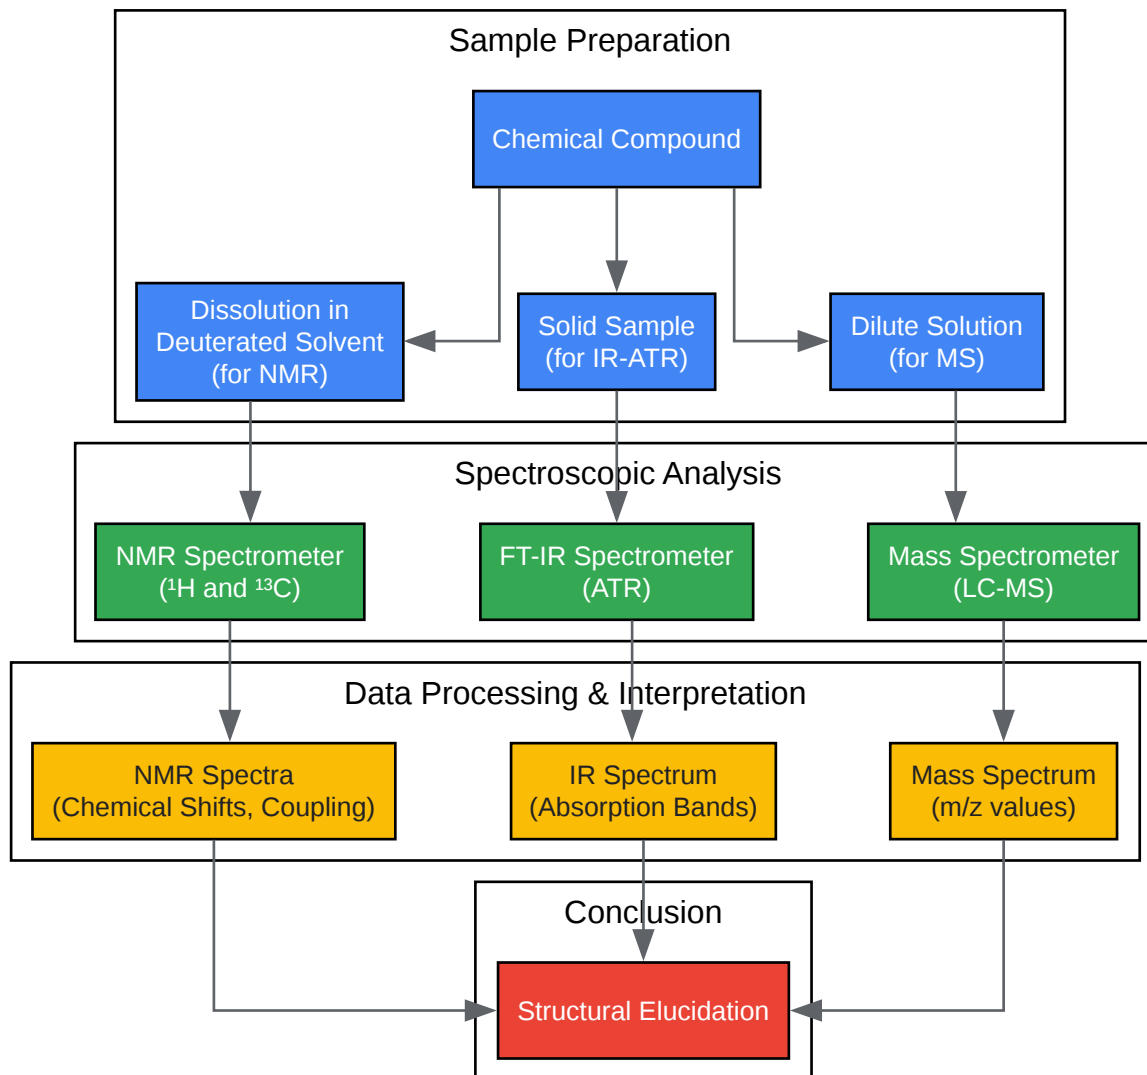 Sample Preparation
Chemical Compound
Dissolution in
Deuterated Solvent
(for NMR)
Solid Sample
(for IR-ATR)
Dilute Solution
(for MS)
Spectroscopic Analysis
NMR Spectrometer
(¹H and ¹³C)
FT-IR Spectrometer
(ATR)
Mass Spectrometer
(LC-MS)
Data Processing & Interpretation
NMR Spectra
(Chemical Shifts, Coupling)
IR Spectrum
(Absorption Bands)
Mass Spectrum
(m/z values)
Conclusion
Structural Elucidation